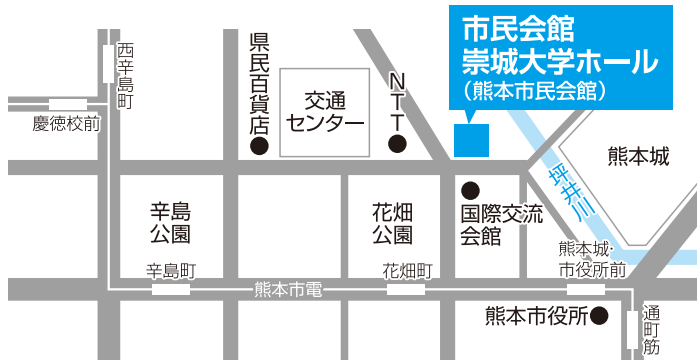 市民会館
崇城大学ホール
（熊本市民会館）
西辛島町
県民百貨店
交通
センター
NTT
慶徳校前
熊本城
坪井川
辛島
公園
花畑
公園
国際交流
会館
熊本城・
市役所前
辛島町
花畑町
熊本市電
熊本市役所
通町筋